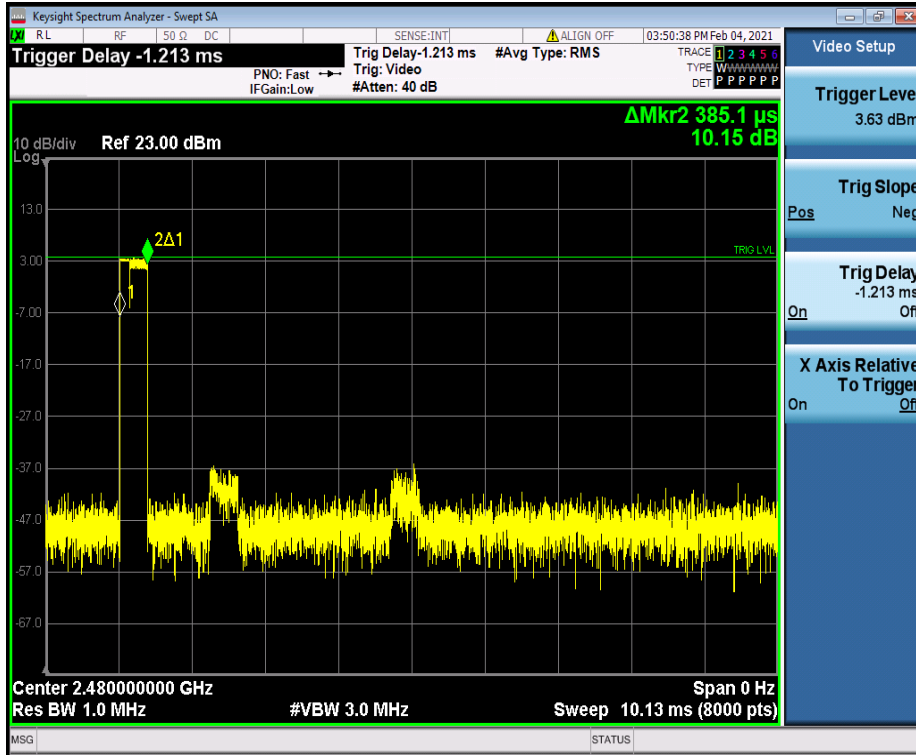 Keysight Spectrum Analyzer - Swept SA
LXI RL RF 50 Ω DC SENSE:INT ALIGN OFF 03:50:38 PM Feb 04, 2021
Trigger Delay -1.213 ms
PNO: Fast
IFGain:Low
Trig Delay-1.213 ms
Trig: Video
#Atten: 40 dB
#Avg Type: RMS
TRACE 1 2 3 4 5 6
TYPE WWWWWW
DET P P P P P P
ΔMkr2 385.1 µs
10.15 dB
10 dB/div Ref 23.00 dBm
Log
13.0
3.00
-7.00
-17.0
-27.0
-37.0
-47.0
-57.0
-67.0
2Δ1
1
TRIG LVL
Center 2.480000000 GHz Span 0 Hz
Res BW 1.0 MHz #VBW 3.0 MHz Sweep 10.13 ms (8000 pts)
MSG STATUS
Video Setup
Trigger Leve
3.63 dBm
Trig Slope
Pos Neg
Trig Delay
-1.213 ms
On Off
X Axis Relative
To Trigger
On Off